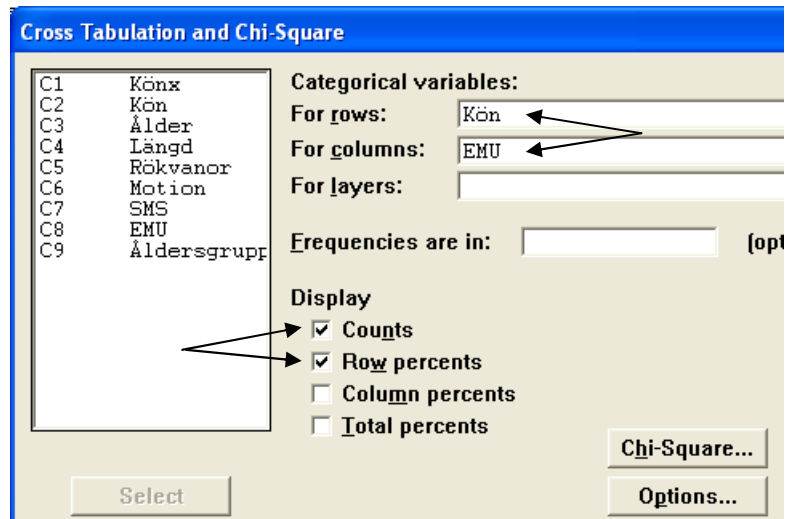 Cross Tabulation and Chi-Square
C1 Könx
C2 Kön
C3 Ålder
C4 Längd
C5 Rökvanor
C6 Motion
C7 SMS
C8 EMU
C9 Åldersgrupp
Categorical variables:
For rows: Kön
For columns: EMU
For layers:
Frequencies are in: (opt
Display
Counts
Row percents
Column percents
Total percents
Chi-Square...
Select
Options...